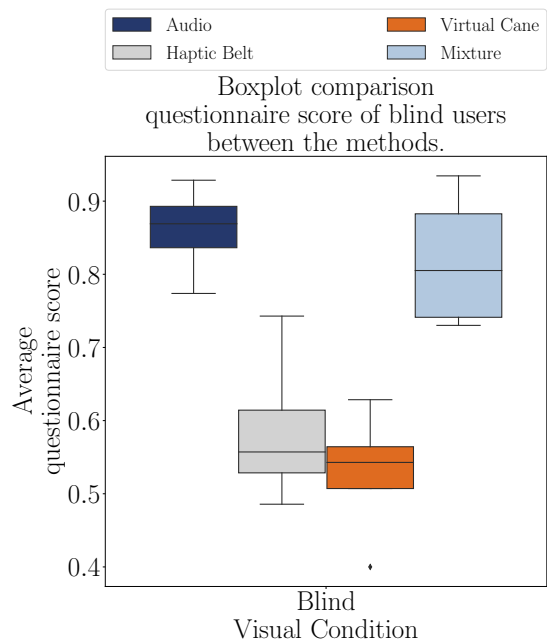 Audio
Haptic Belt
Virtual Cane
Mixture
Boxplot comparison
questionnaire score of blind users
between the methods.
Average
questionnaire score
0.9
0.8
0.7
0.6
0.5
0.4
Blind
Visual Condition